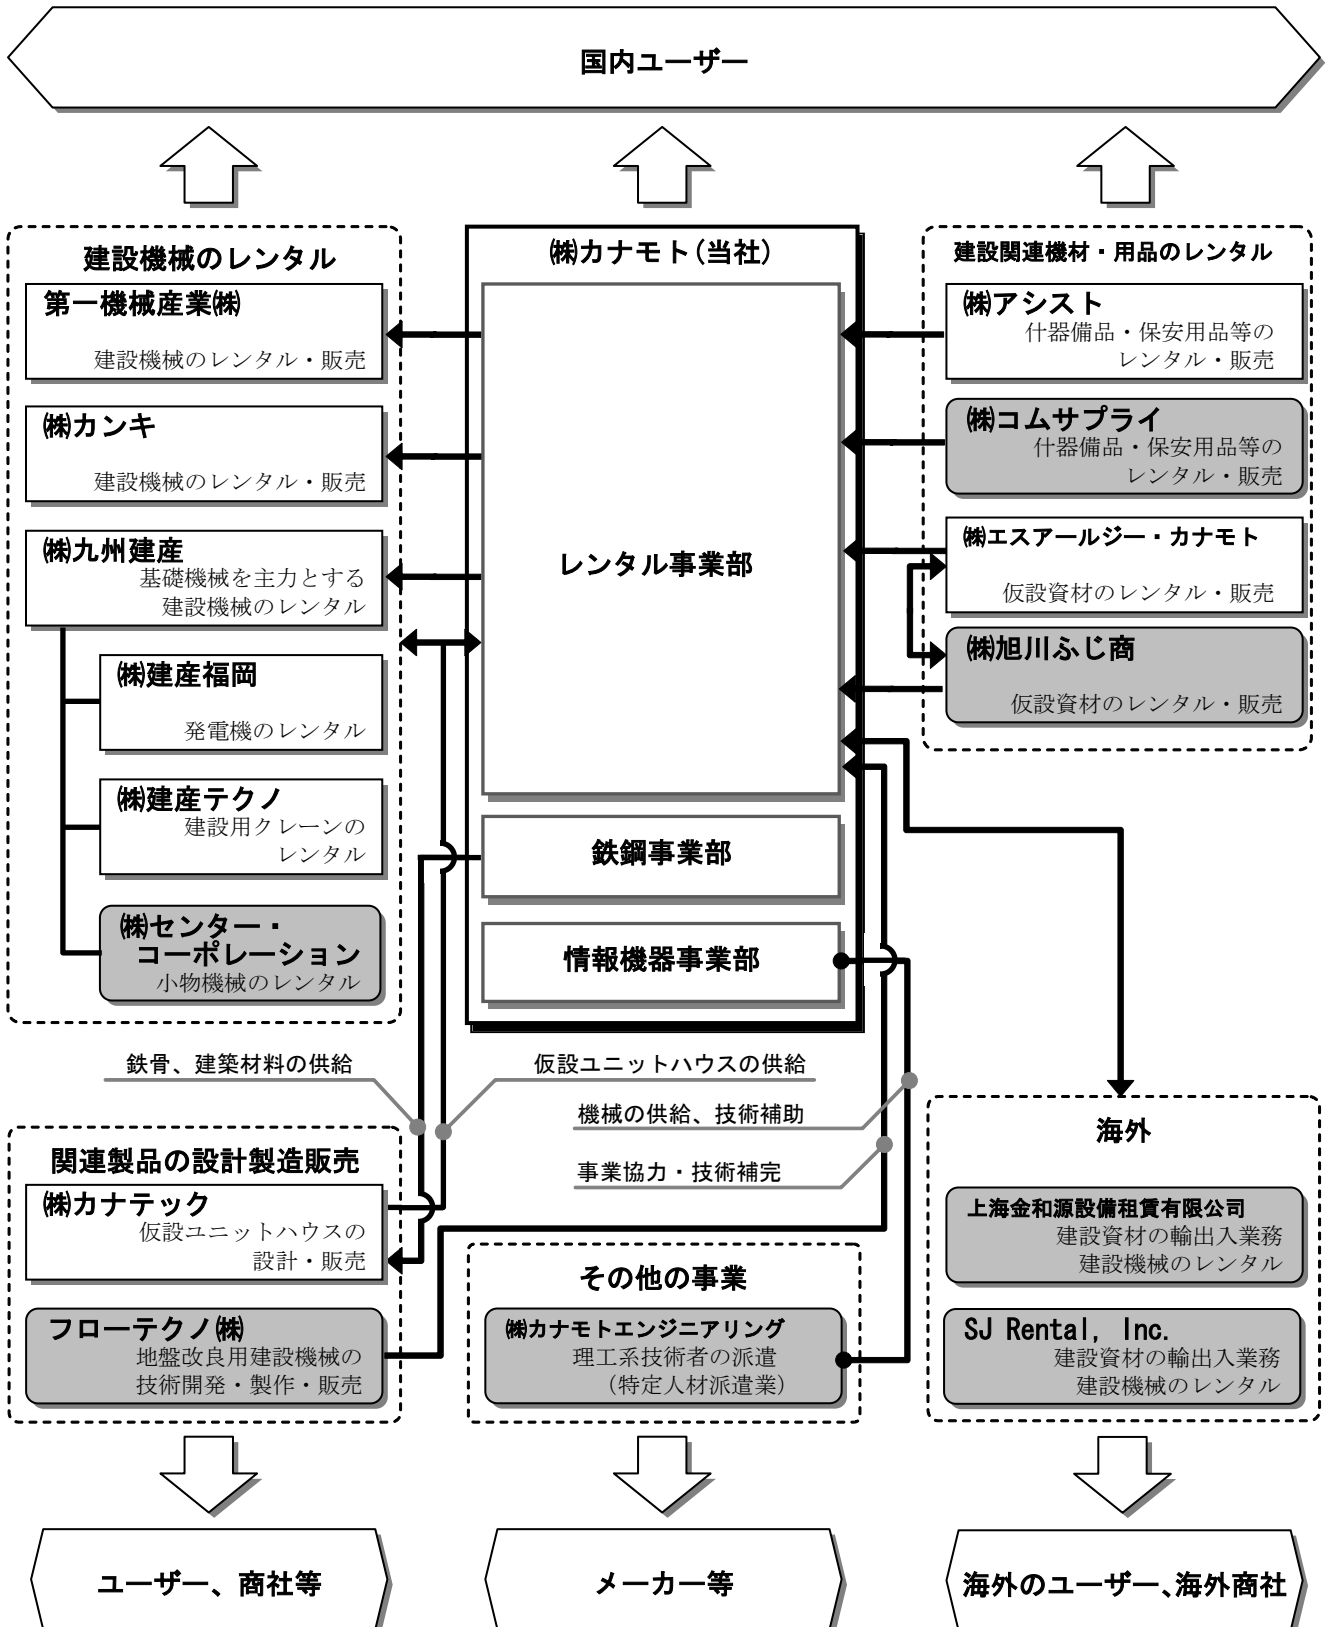 国内ユーザー
建設機械のレンタル
第一機械産業㈱
建設機械のレンタル・販売
㈱カンキ
建設機械のレンタル・販売
㈱九州建産
基礎機械を主力とする
建設機械のレンタル
㈱建産福岡
発電機のレンタル
㈱建産テクノ
建設用クレーンの
レンタル
㈱センター・
コーポレーション
小物機械のレンタル
㈱カナモト(当社)
レンタル事業部
鉄鋼事業部
情報機器事業部
建設関連機材・用品のレンタル
㈱アシスト
什器備品・保安用品等の
レンタル・販売
㈱コムサプライ
什器備品・保安用品等の
レンタル・販売
㈱エスアールジー・カナモト
仮設資材のレンタル・販売
㈱旭川ふじ商
仮設資材のレンタル・販売
鉄骨、建築材料の供給
仮設ユニットハウスの供給
機械の供給、技術補助
事業協力・技術補完
関連製品の設計製造販売
㈱カナテック
仮設ユニットハウスの
設計・販売
フローテクノ㈱
地盤改良用建設機械の
技術開発・製作・販売
その他の事業
㈱カナモトエンジニアリング
理工系技術者の派遣
（特定人材派遣業）
海外
上海金和源設備租賃有限公司
建設資材の輸出入業務
建設機械のレンタル
SJ Rental, Inc.
建設資材の輸出入業務
建設機械のレンタル
ユーザー、商社等
メーカー等
海外のユーザー、海外商社